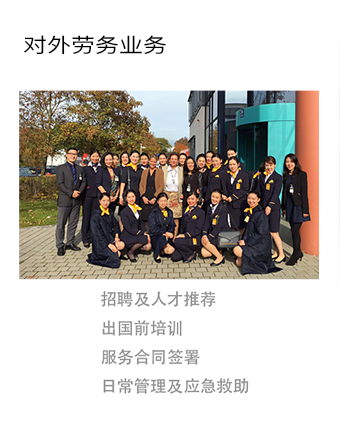 对外劳务业务
招聘及人才推荐
出国前培训
服务合同签署
日常管理及应急救助